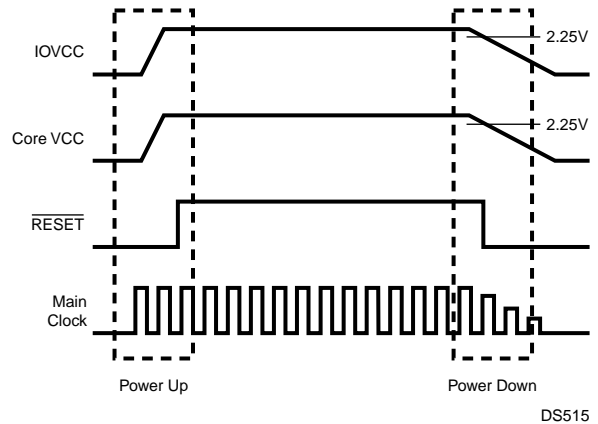 IOVCC
2.25V
Core VCC
2.25V
RESET
Main
Clock
Power Up
Power Down
DS515